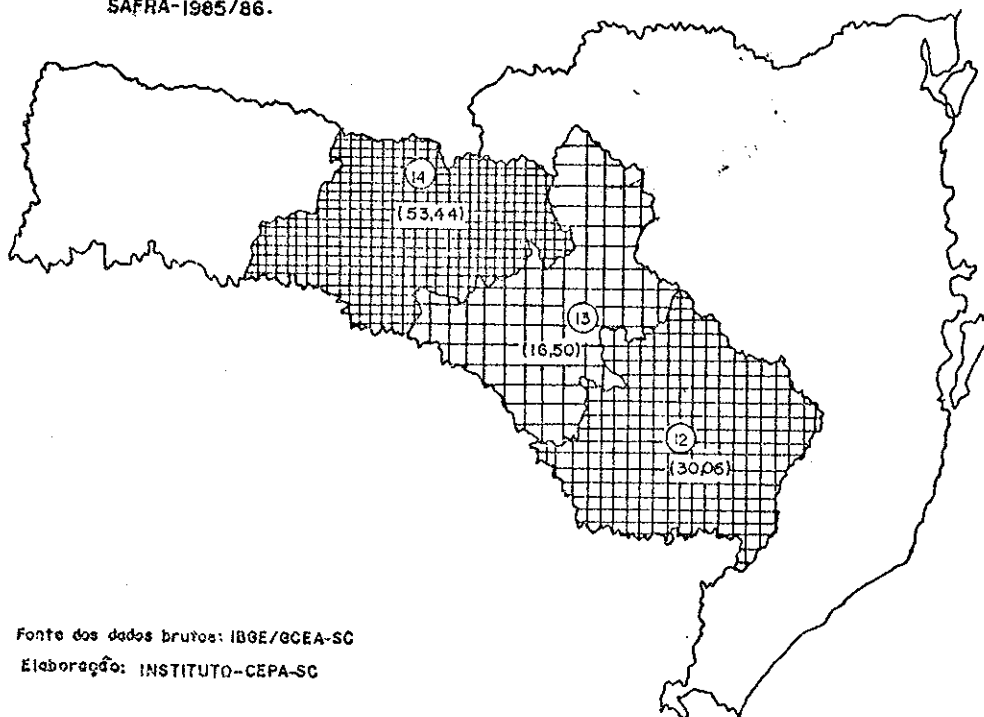 SAFRA-1985/86.
14
(53,44)
13
(16,50)
12
(30,06)
Fonte dos dados brutos: IBGE/GCEA-SC
Elaboração: INSTITUTO-CEPA-SC